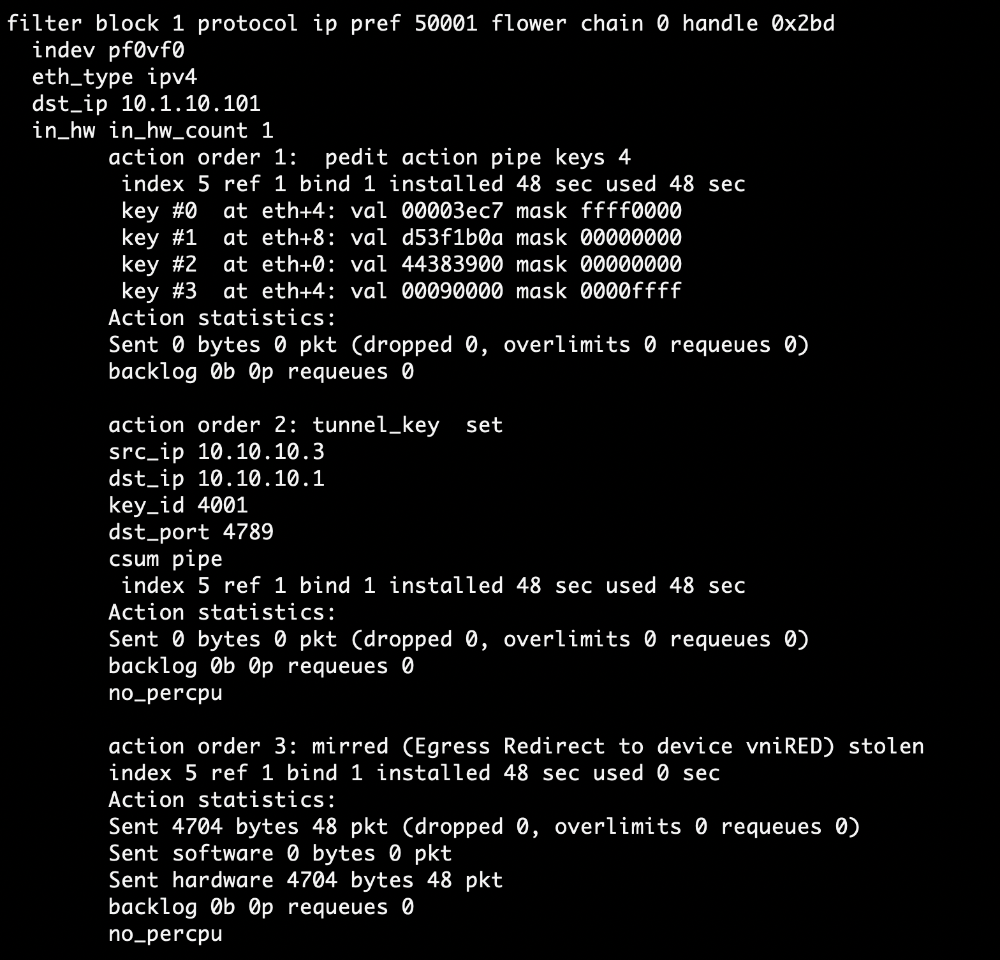 filter block 1 protocol ip pref 50001 flower chain 0 handle 0x2bd
  indev pf0vf0
  eth_type ipv4
  dst_ip 10.1.10.101
  in_hw in_hw_count 1
        action order 1:  pedit action pipe keys 4
         index 5 ref 1 bind 1 installed 48 sec used 48 sec
         key #0  at eth+4: val 00003ec7 mask ffff0000
         key #1  at eth+8: val d53f1b0a mask 00000000
         key #2  at eth+0: val 44383900 mask 00000000
         key #3  at eth+4: val 00090000 mask 0000ffff
        Action statistics:
        Sent 0 bytes 0 pkt (dropped 0, overlimits 0 requeues 0)
        backlog 0b 0p requeues 0

        action order 2: tunnel_key  set
        src_ip 10.10.10.3
        dst_ip 10.10.10.1
        key_id 4001
        dst_port 4789
        csum pipe
         index 5 ref 1 bind 1 installed 48 sec used 48 sec
        Action statistics:
        Sent 0 bytes 0 pkt (dropped 0, overlimits 0 requeues 0)
        backlog 0b 0p requeues 0
        no_percpu

        action order 3: mirred (Egress Redirect to device vniRED) stolen
        index 5 ref 1 bind 1 installed 48 sec used 0 sec
        Action statistics:
        Sent 4704 bytes 48 pkt (dropped 0, overlimits 0 requeues 0)
        Sent software 0 bytes 0 pkt
        Sent hardware 4704 bytes 48 pkt
        backlog 0b 0p requeues 0
        no_percpu